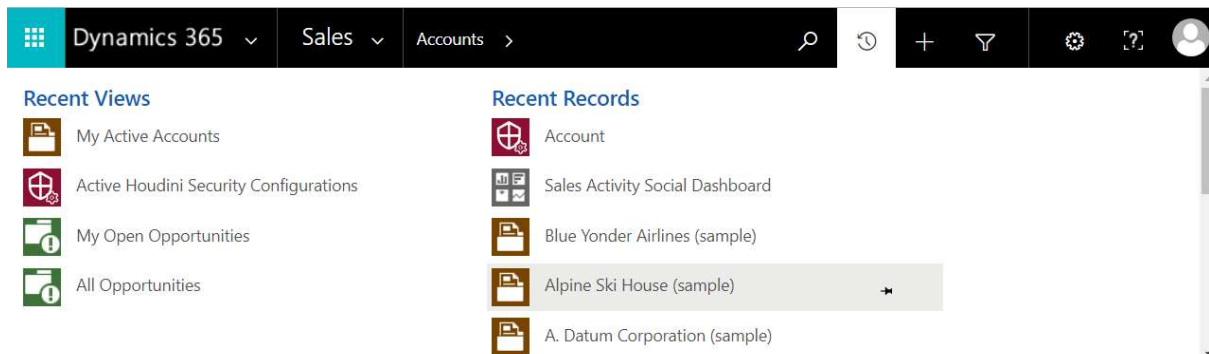 Dynamics 365 Sales Accounts
Recent Views
My Active Accounts
Active Houdini Security Configurations
My Open Opportunities
All Opportunities
Recent Records
Account
Sales Activity Social Dashboard
Blue Yonder Airlines (sample)
Alpine Ski House (sample)
A. Datum Corporation (sample)